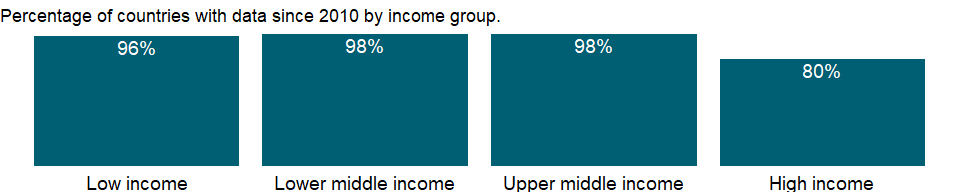 Percentage of countries with data since 2010 by income group.
96% 98% 98% 80%
Low income Lower middle income Upper middle income High income